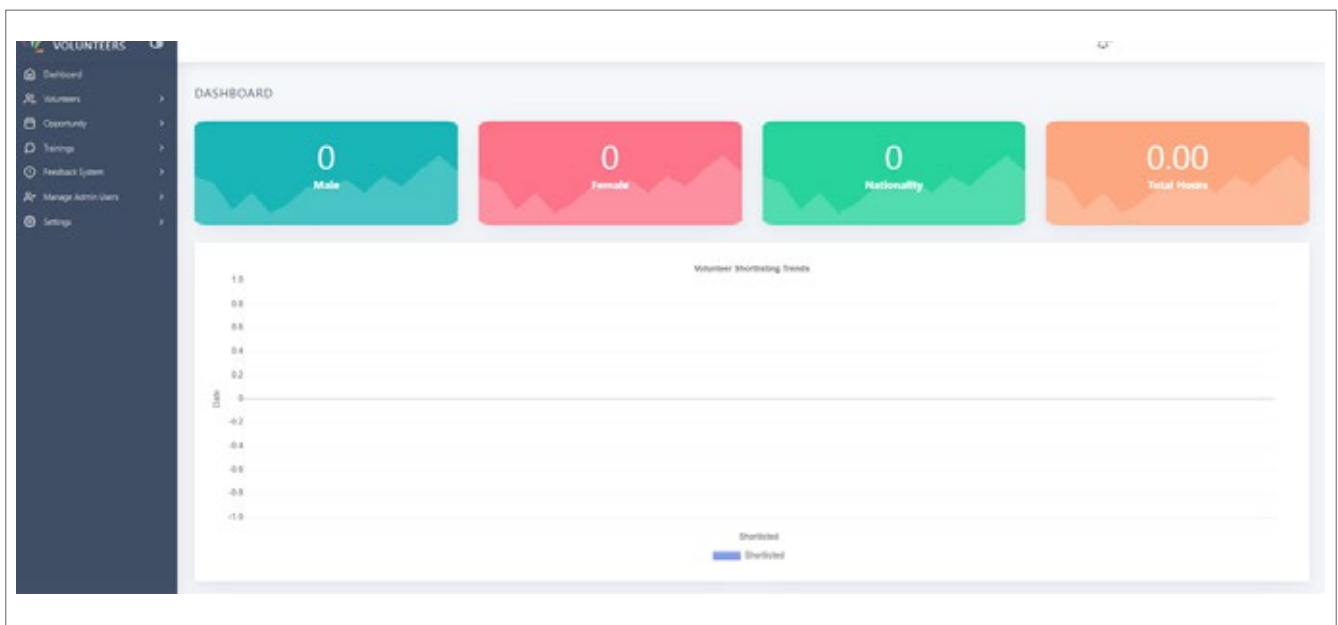 VOLUNTEERS
Dashboard
Volunteers
Opportunity
Trainings
Feedback System
Manage Admin Users
Settings
DASHBOARD
0
Male
0
Female
0
Nationality
0.00
Total Hours
Volunteer Shortlisting Trends
1.0
0.8
0.6
0.4
0.2
0
-0.2
-0.4
-0.6
-0.8
-1.0
Date
Shortlisted
Shortlisted